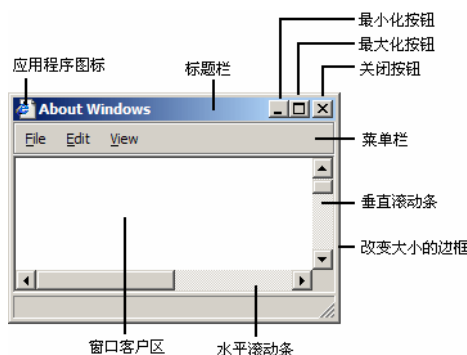 最小化按钮
最大化按钮
应用程序图标 标题栏 关闭按钮
About Windows
File Edit View 菜单栏
垂直滚动条
改变大小的边框
窗口客户区 水平滚动条